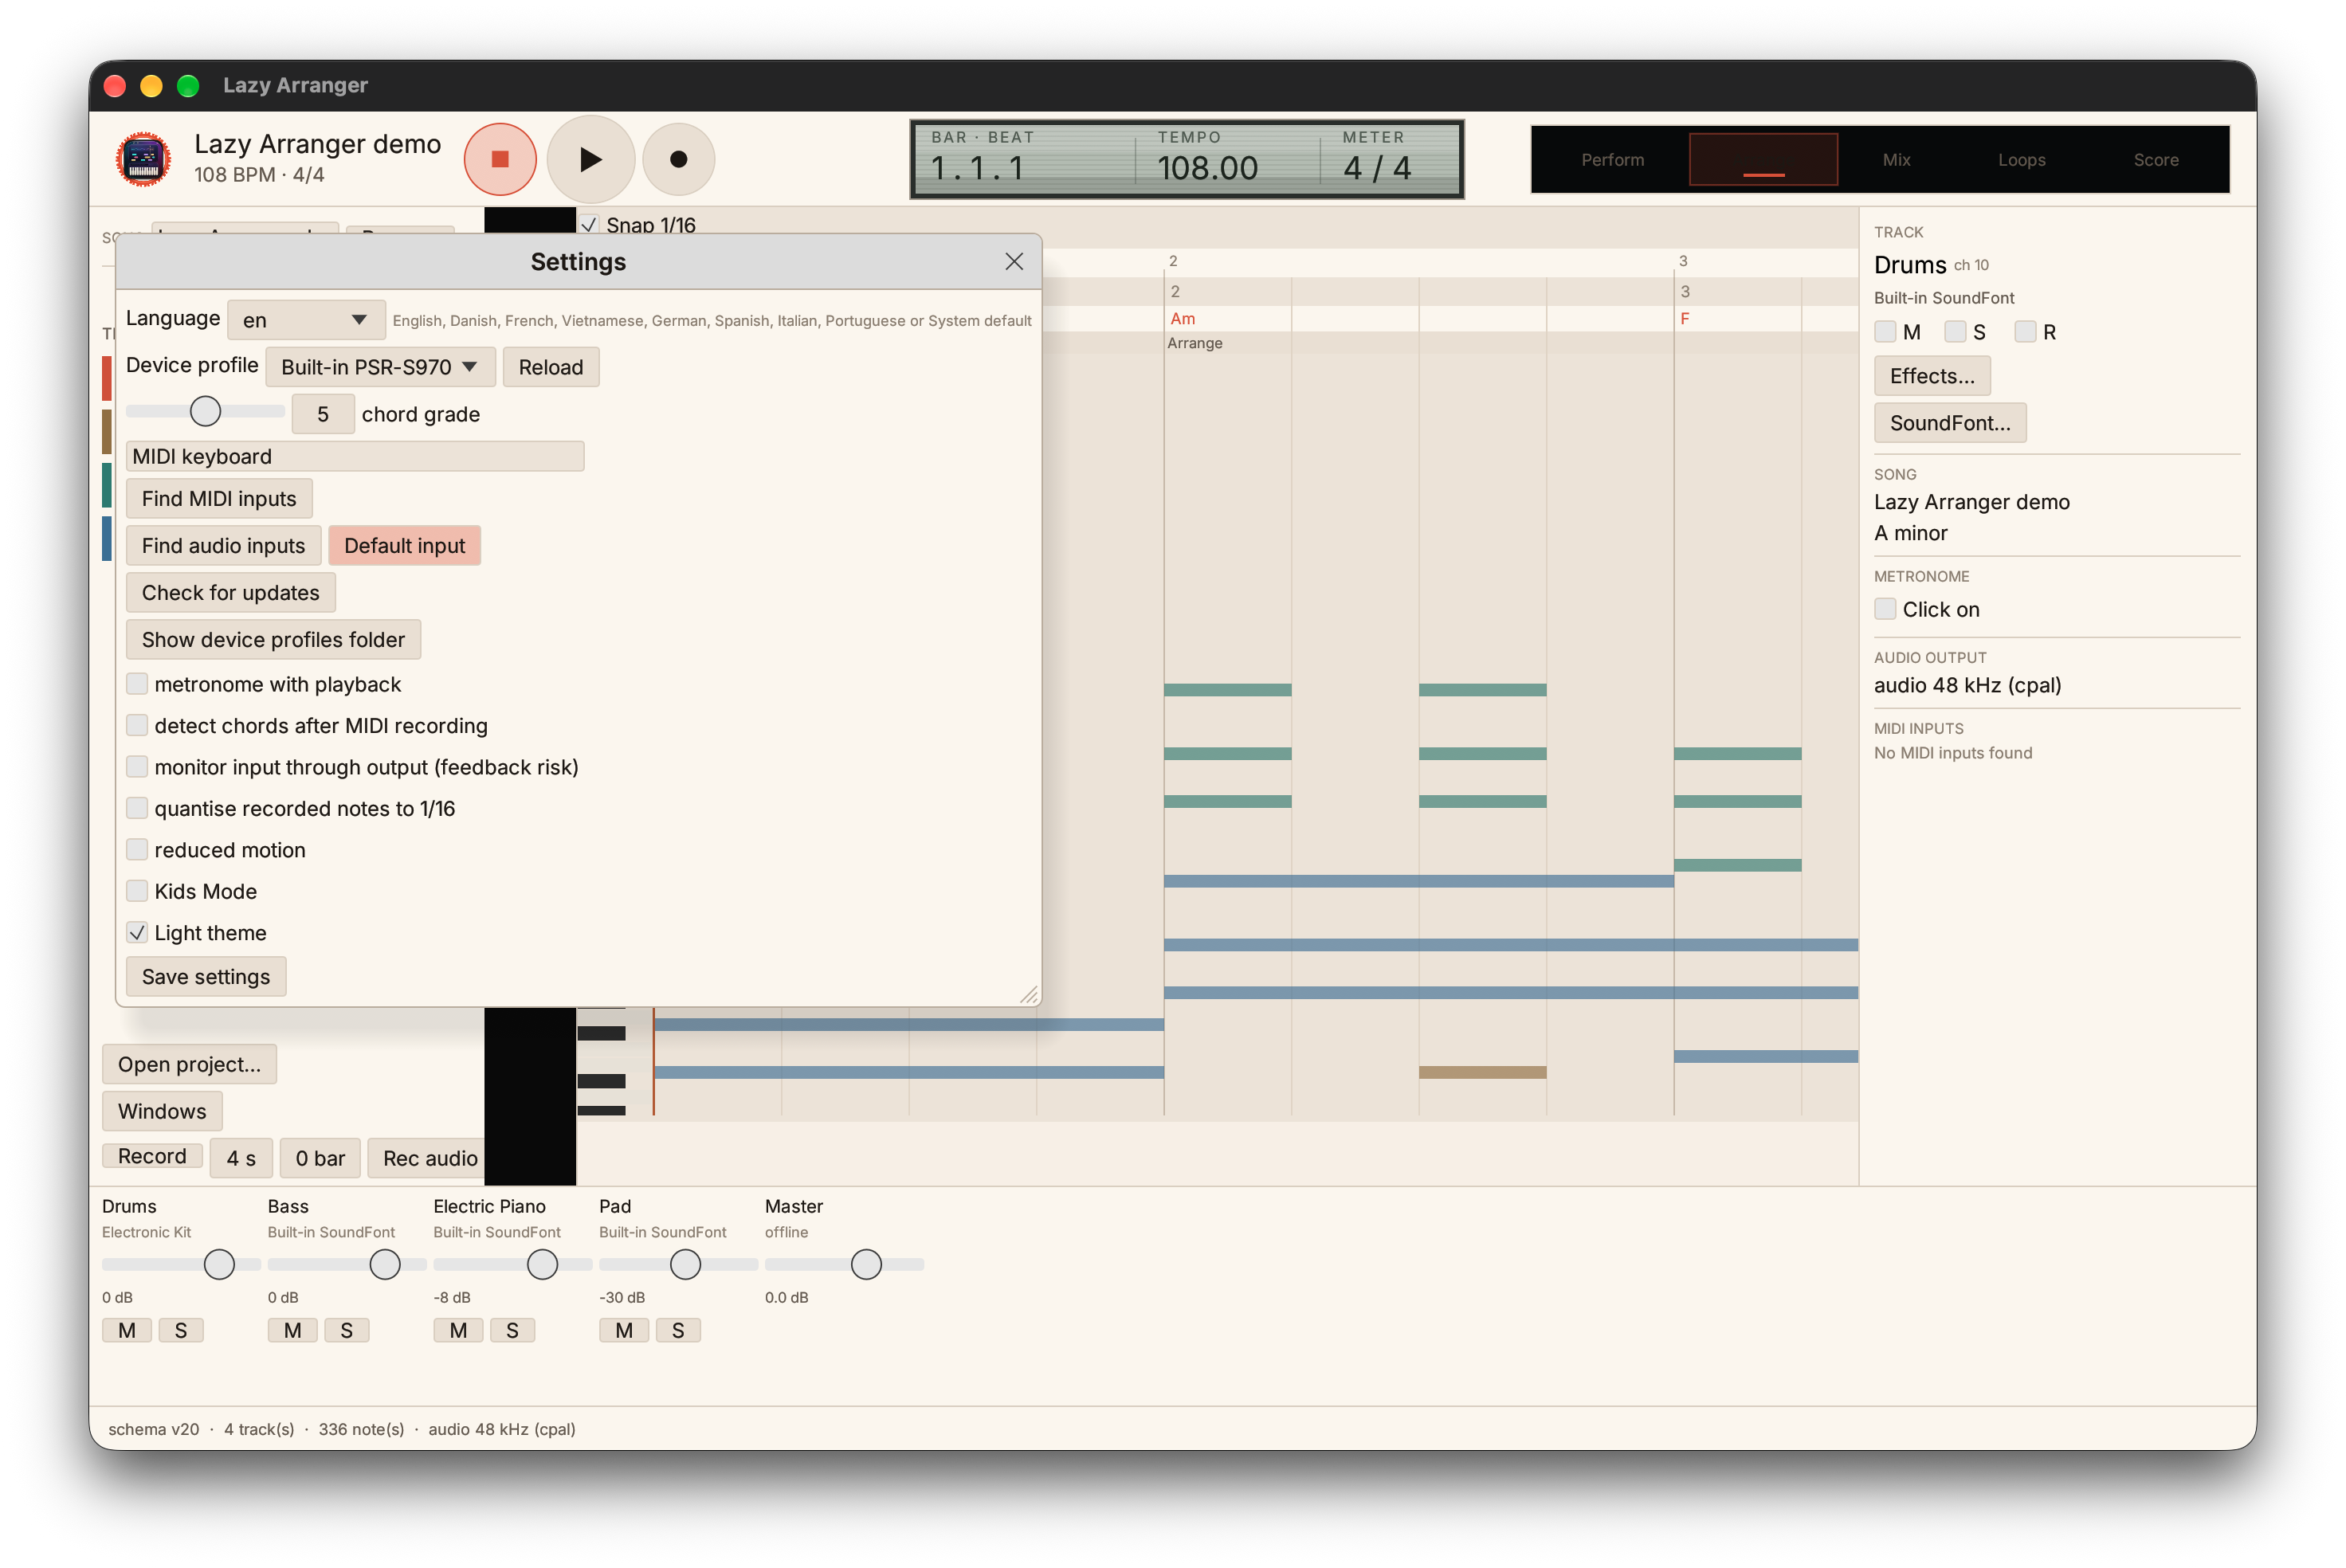 Lazy Arranger
Lazy Arranger demo
108 BPM · 4/4
BAR · BEAT TEMPO METER
1.1.1 108.00 4 / 4
Perform Mix Loops Score
Snap 1/16
Settings
Language en English, Danish, French, Vietnamese, German, Spanish, Italian, Portuguese or System default
Device profile Built-in PSR-S970 Reload
5 chord grade
MIDI keyboard
Find MIDI inputs
Find audio inputs Default input
Check for updates
Show device profiles folder
metronome with playback
detect chords after MIDI recording
monitor input through output (feedback risk)
quantise recorded notes to 1/16
reduced motion
Kids Mode
Light theme
Save settings
2 3
2 3
Am F
Arrange
TRACK
Drums ch 10
Built-in SoundFont
M S R
Effects...
SoundFont...
SONG
Lazy Arranger demo
A minor
METRONOME
Click on
AUDIO OUTPUT
audio 48 kHz (cpal)
MIDI INPUTS
No MIDI inputs found
Open project...
Windows
Record 4 s 0 bar Rec audio
Drums Bass Electric Piano Pad Master
Electronic Kit Built-in SoundFont Built-in SoundFont Built-in SoundFont offline
0 dB 0 dB -8 dB -30 dB 0.0 dB
M S M S M S M S
schema v20 · 4 track(s) · 336 note(s) · audio 48 kHz (cpal)